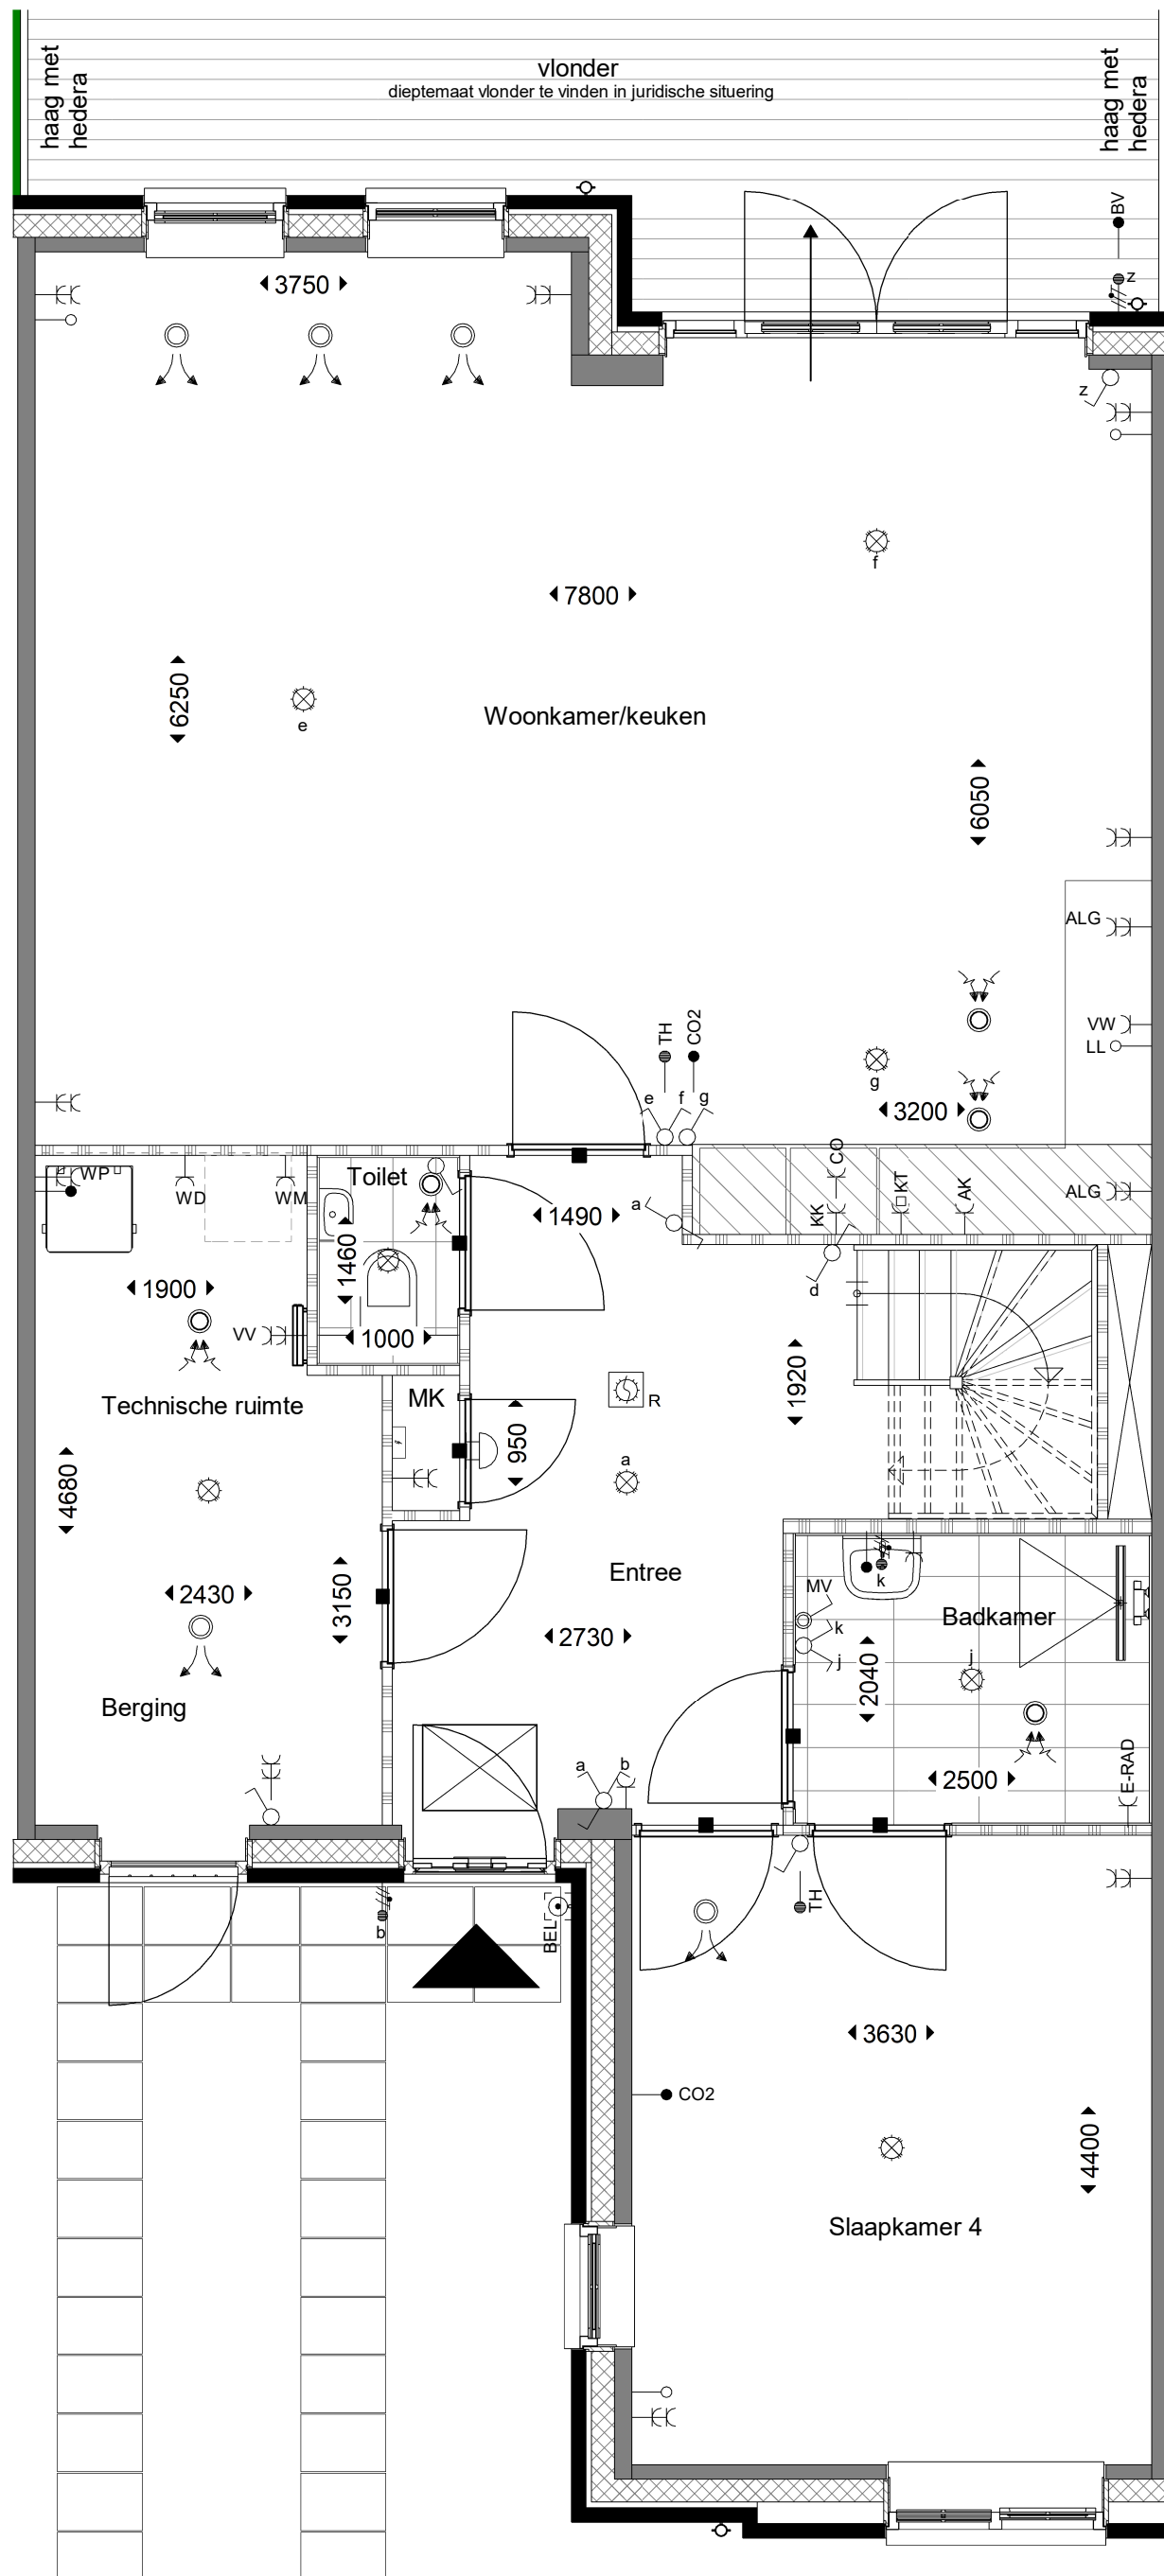 haag met
hedera
vlonder
dieptemaat vlonder te vinden in juridische situering
haag met
hedera
BV
z
3750
z
f
7800
6250
e
Woonkamer/keuken
6050
ALG
VW
LL
TH
CO2
e
f
g
g
3200
WP
WD
WM
Toilet
1490
a
CO
KK
KT
AK
ALG
d
1460
1900
VV
1000
Technische ruimte
MK
950
R
1920
4680
a
Entree
k
MV
k
j
Badkamer
j
2430
3150
2730
2040
Berging
2500
E-RAD
a
b
b
BEL
TH
3630
CO2
4400
Slaapkamer 4